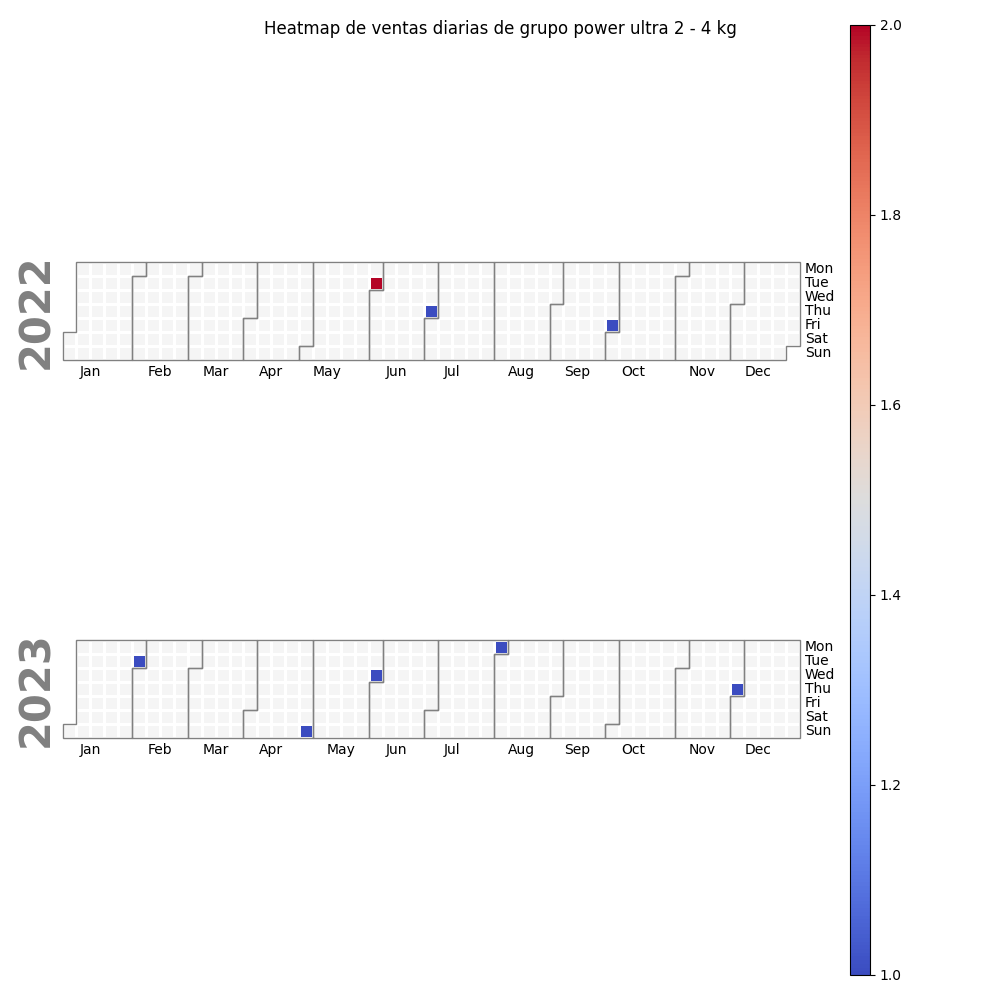 Heatmap de ventas diarias de grupo power ultra 2 - 4 kg
2022
Mon
Tue
Wed
Thu
Fri
Sat
Sun
Jan Feb Mar Apr May Jun Jul Aug Sep Oct Nov Dec
2023
Mon
Tue
Wed
Thu
Fri
Sat
Sun
Jan Feb Mar Apr May Jun Jul Aug Sep Oct Nov Dec
2.0
1.8
1.6
1.4
1.2
1.0